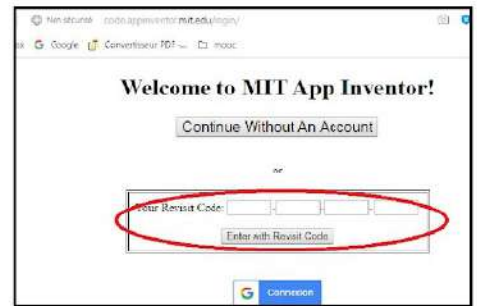 Non sécurisé code.appinventor.mit.edu/login/
Google Convertisseur PDF mooc
Welcome to MIT App Inventor!
Continue Without An Account
or
Your Revisit Code: - - -
Enter with Revisit Code
G Connexion